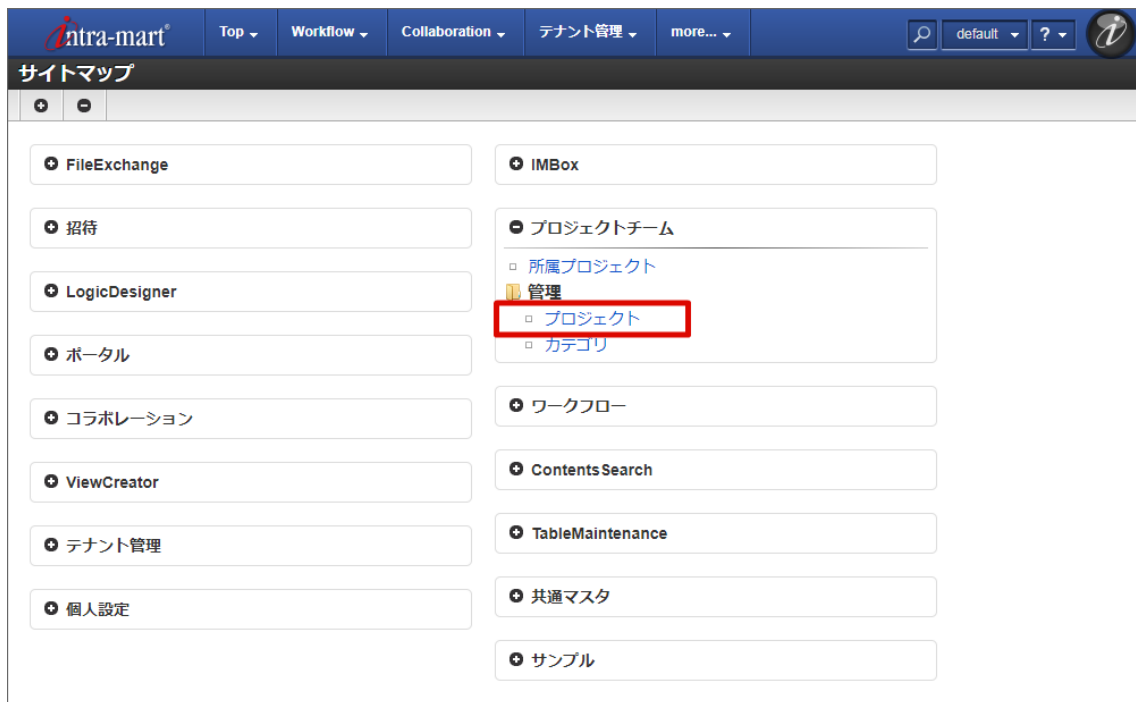 intra-mart®
Top
Workflow
Collaboration
テナント管理
more...
default
?
サイトマップ
FileExchange
招待
LogicDesigner
ポータル
コラボレーション
ViewCreator
テナント管理
個人設定
IMBox
プロジェクトチーム
所属プロジェクト
管理
プロジェクト
カテゴリ
ワークフロー
ContentsSearch
TableMaintenance
共通マスタ
サンプル